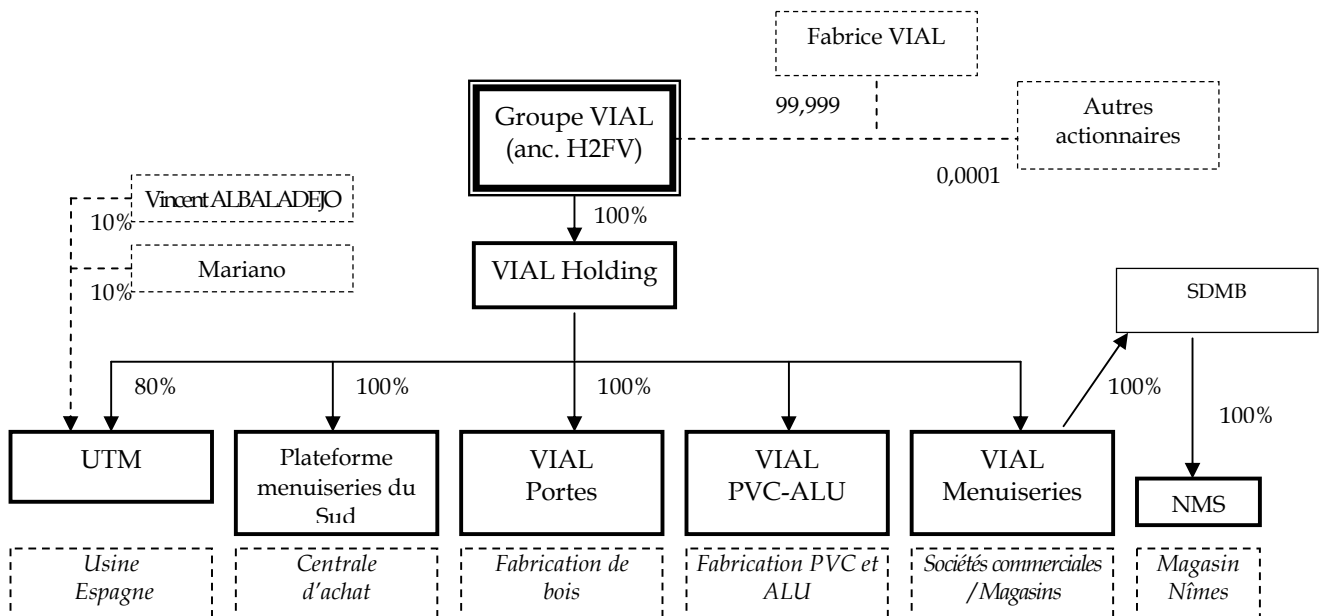 Fabrice VIAL
Groupe VIAL
(anc. H2FV)
99,999
Autres
actionnaires
0,0001
Vincent ALBALADEJO
10%
100%
Mariano
10%
VIAL Holding
SDMB
80%
100%
100%
100%
100%
UTM
Plateforme
menuiseries du
Sud
VIAL
Portes
VIAL
PVC-ALU
VIAL
Menuiseries
NMS
Usine
Espagne
Centrale
d'achat
Fabrication de
bois
Fabrication PVC et
ALU
Sociétés commerciales
/Magasins
Magasin
Nîmes